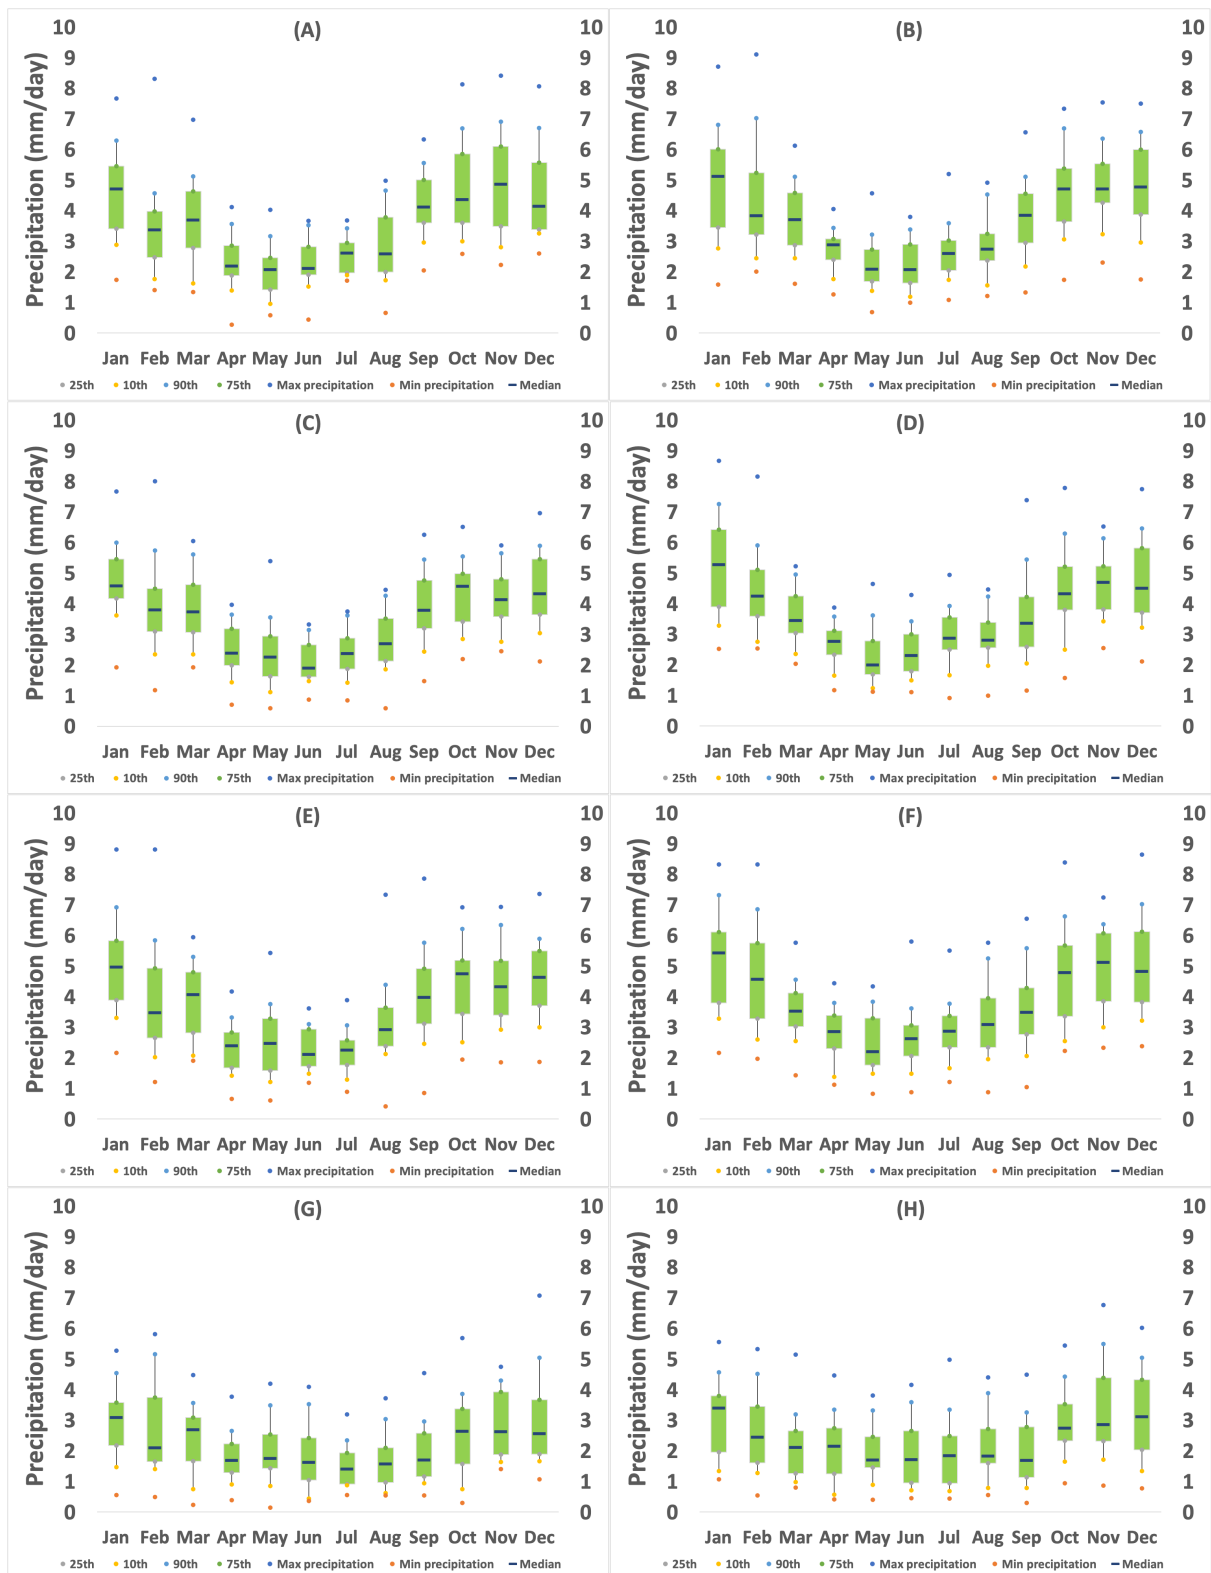 10 (A) 10
9 9
8 8
7 7
6 6
5 5
4 4
3 3
2 2
1 1
0 0
Precipitation (mm/day)
Jan Feb Mar Apr May Jun Jul Aug Sep Oct Nov Dec
25th 10th 90th 75th Max precipitation Min precipitation Median
10 (B) 10
9 9
8 8
7 7
6 6
5 5
4 4
3 3
2 2
1 1
0 0
Precipitation (mm/day)
Jan Feb Mar Apr May Jun Jul Aug Sep Oct Nov Dec
25th 10th 90th 75th Max precipitation Min precipitation Median
10 (C) 10
9 9
8 8
7 7
6 6
5 5
4 4
3 3
2 2
1 1
0 0
Precipitation (mm/day)
Jan Feb Mar Apr May Jun Jul Aug Sep Oct Nov Dec
25th 10th 90th 75th Max precipitation Min precipitation Median
10 (D) 10
9 9
8 8
7 7
6 6
5 5
4 4
3 3
2 2
1 1
0 0
Precipitation (mm/day)
Jan Feb Mar Apr May Jun Jul Aug Sep Oct Nov Dec
25th 10th 90th 75th Max precipitation Min precipitation Median
10 (E) 10
9 9
8 8
7 7
6 6
5 5
4 4
3 3
2 2
1 1
0 0
Precipitation (mm/day)
Jan Feb Mar Apr May Jun Jul Aug Sep Oct Nov Dec
25th 10th 90th 75th Max precipitation Min precipitation Median
10 (F) 10
9 9
8 8
7 7
6 6
5 5
4 4
3 3
2 2
1 1
0 0
Precipitation (mm/day)
Jan Feb Mar Apr May Jun Jul Aug Sep Oct Nov Dec
25th 10th 90th 75th Max precipitation Min precipitation Median
10 (G) 10
9 9
8 8
7 7
6 6
5 5
4 4
3 3
2 2
1 1
0 0
Precipitation (mm/day)
Jan Feb Mar Apr May Jun Jul Aug Sep Oct Nov Dec
25th 10th 90th 75th Max precipitation Min precipitation Median
10 (H) 10
9 9
8 8
7 7
6 6
5 5
4 4
3 3
2 2
1 1
0 0
Precipitation (mm/day)
Jan Feb Mar Apr May Jun Jul Aug Sep Oct Nov Dec
25th 10th 90th 75th Max precipitation Min precipitation Median